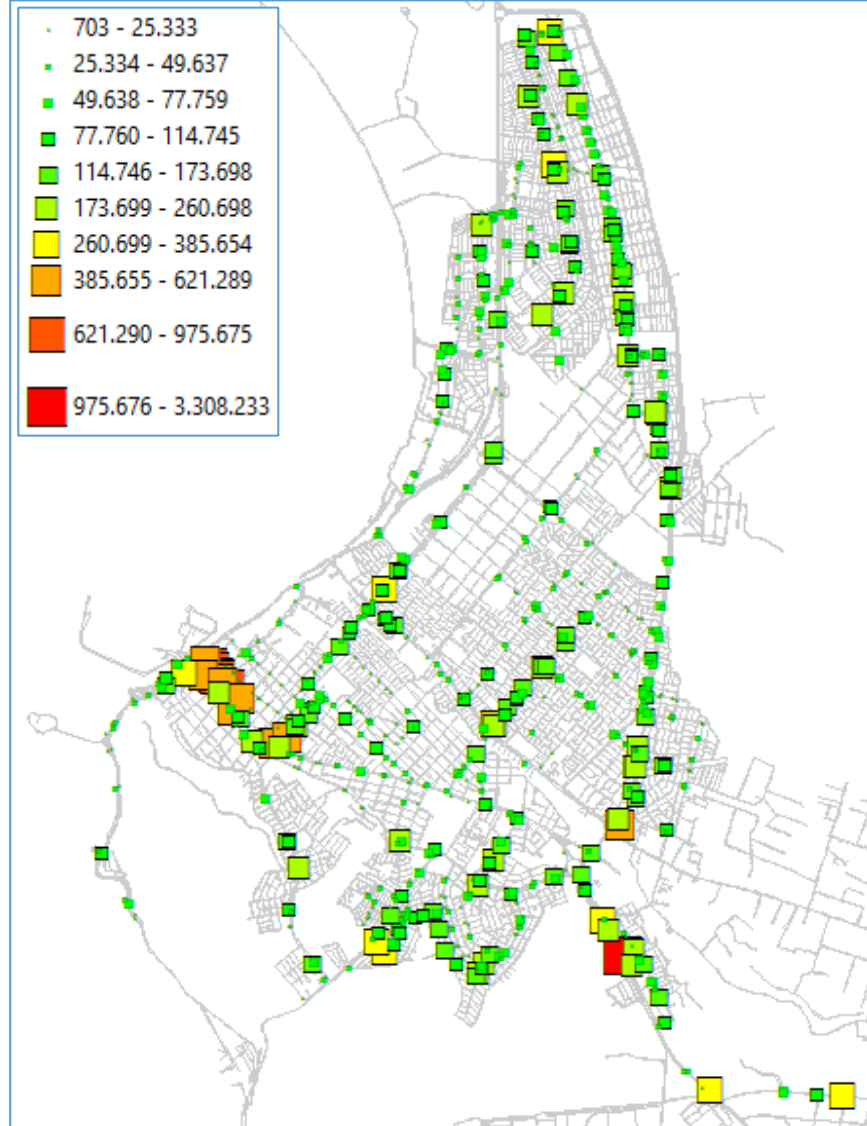 703 - 25.333
25.334 - 49.637
49.638 - 77.759
77.760 - 114.745
114.746 - 173.698
173.699 - 260.698
260.699 - 385.654
385.655 - 621.289
621.290 - 975.675
975.676 - 3.308.233